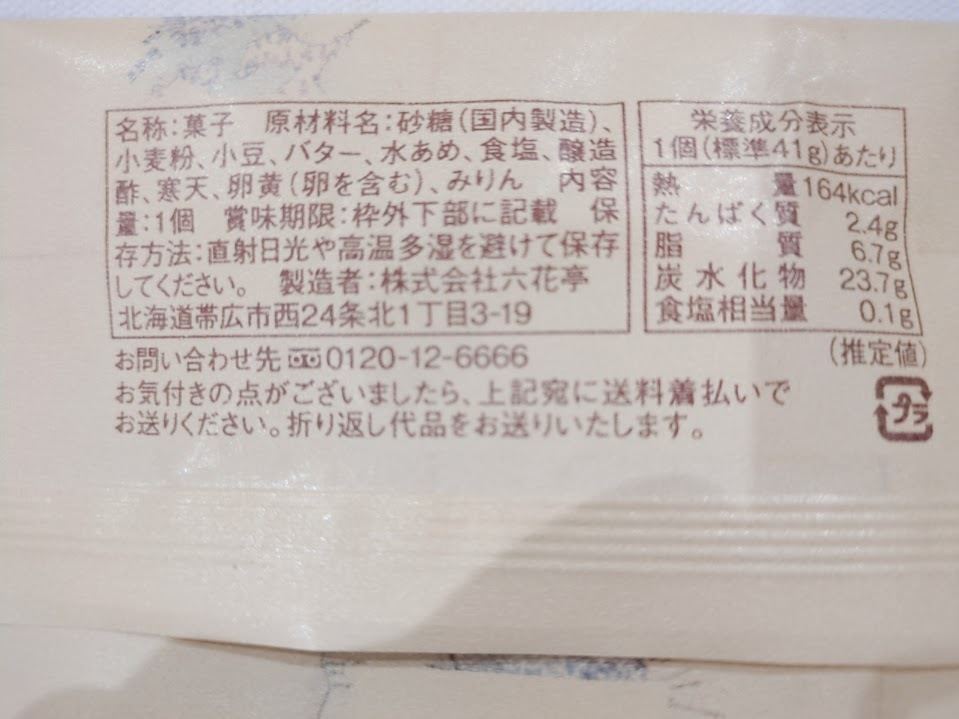 名称:菓子 原材料名:砂糖(国内製造)、
小麦粉、小豆、バター、水あめ、食塩、醸造
酢、寒天、卵黄(卵を含む)、みりん 内容
量:1個 賞味期限:枠外下部に記載 保
存方法:直射日光や高温多湿を避けて保存
してください。 製造者:株式会社六花亭
北海道帯広市西24条北1丁目3-19
栄養成分表示
1個(標準41g)あたり
熱量 164kcal
たんぱく質 2.4g
脂質 6.7g
炭水化物 23.7g
食塩相当量 0.1g
(推定値)
お問い合わせ先 0120-12-6666
お気付きの点がございましたら、上記宛に送料着払いで
お送りください。折り返し代品をお送りいたします。
プラ